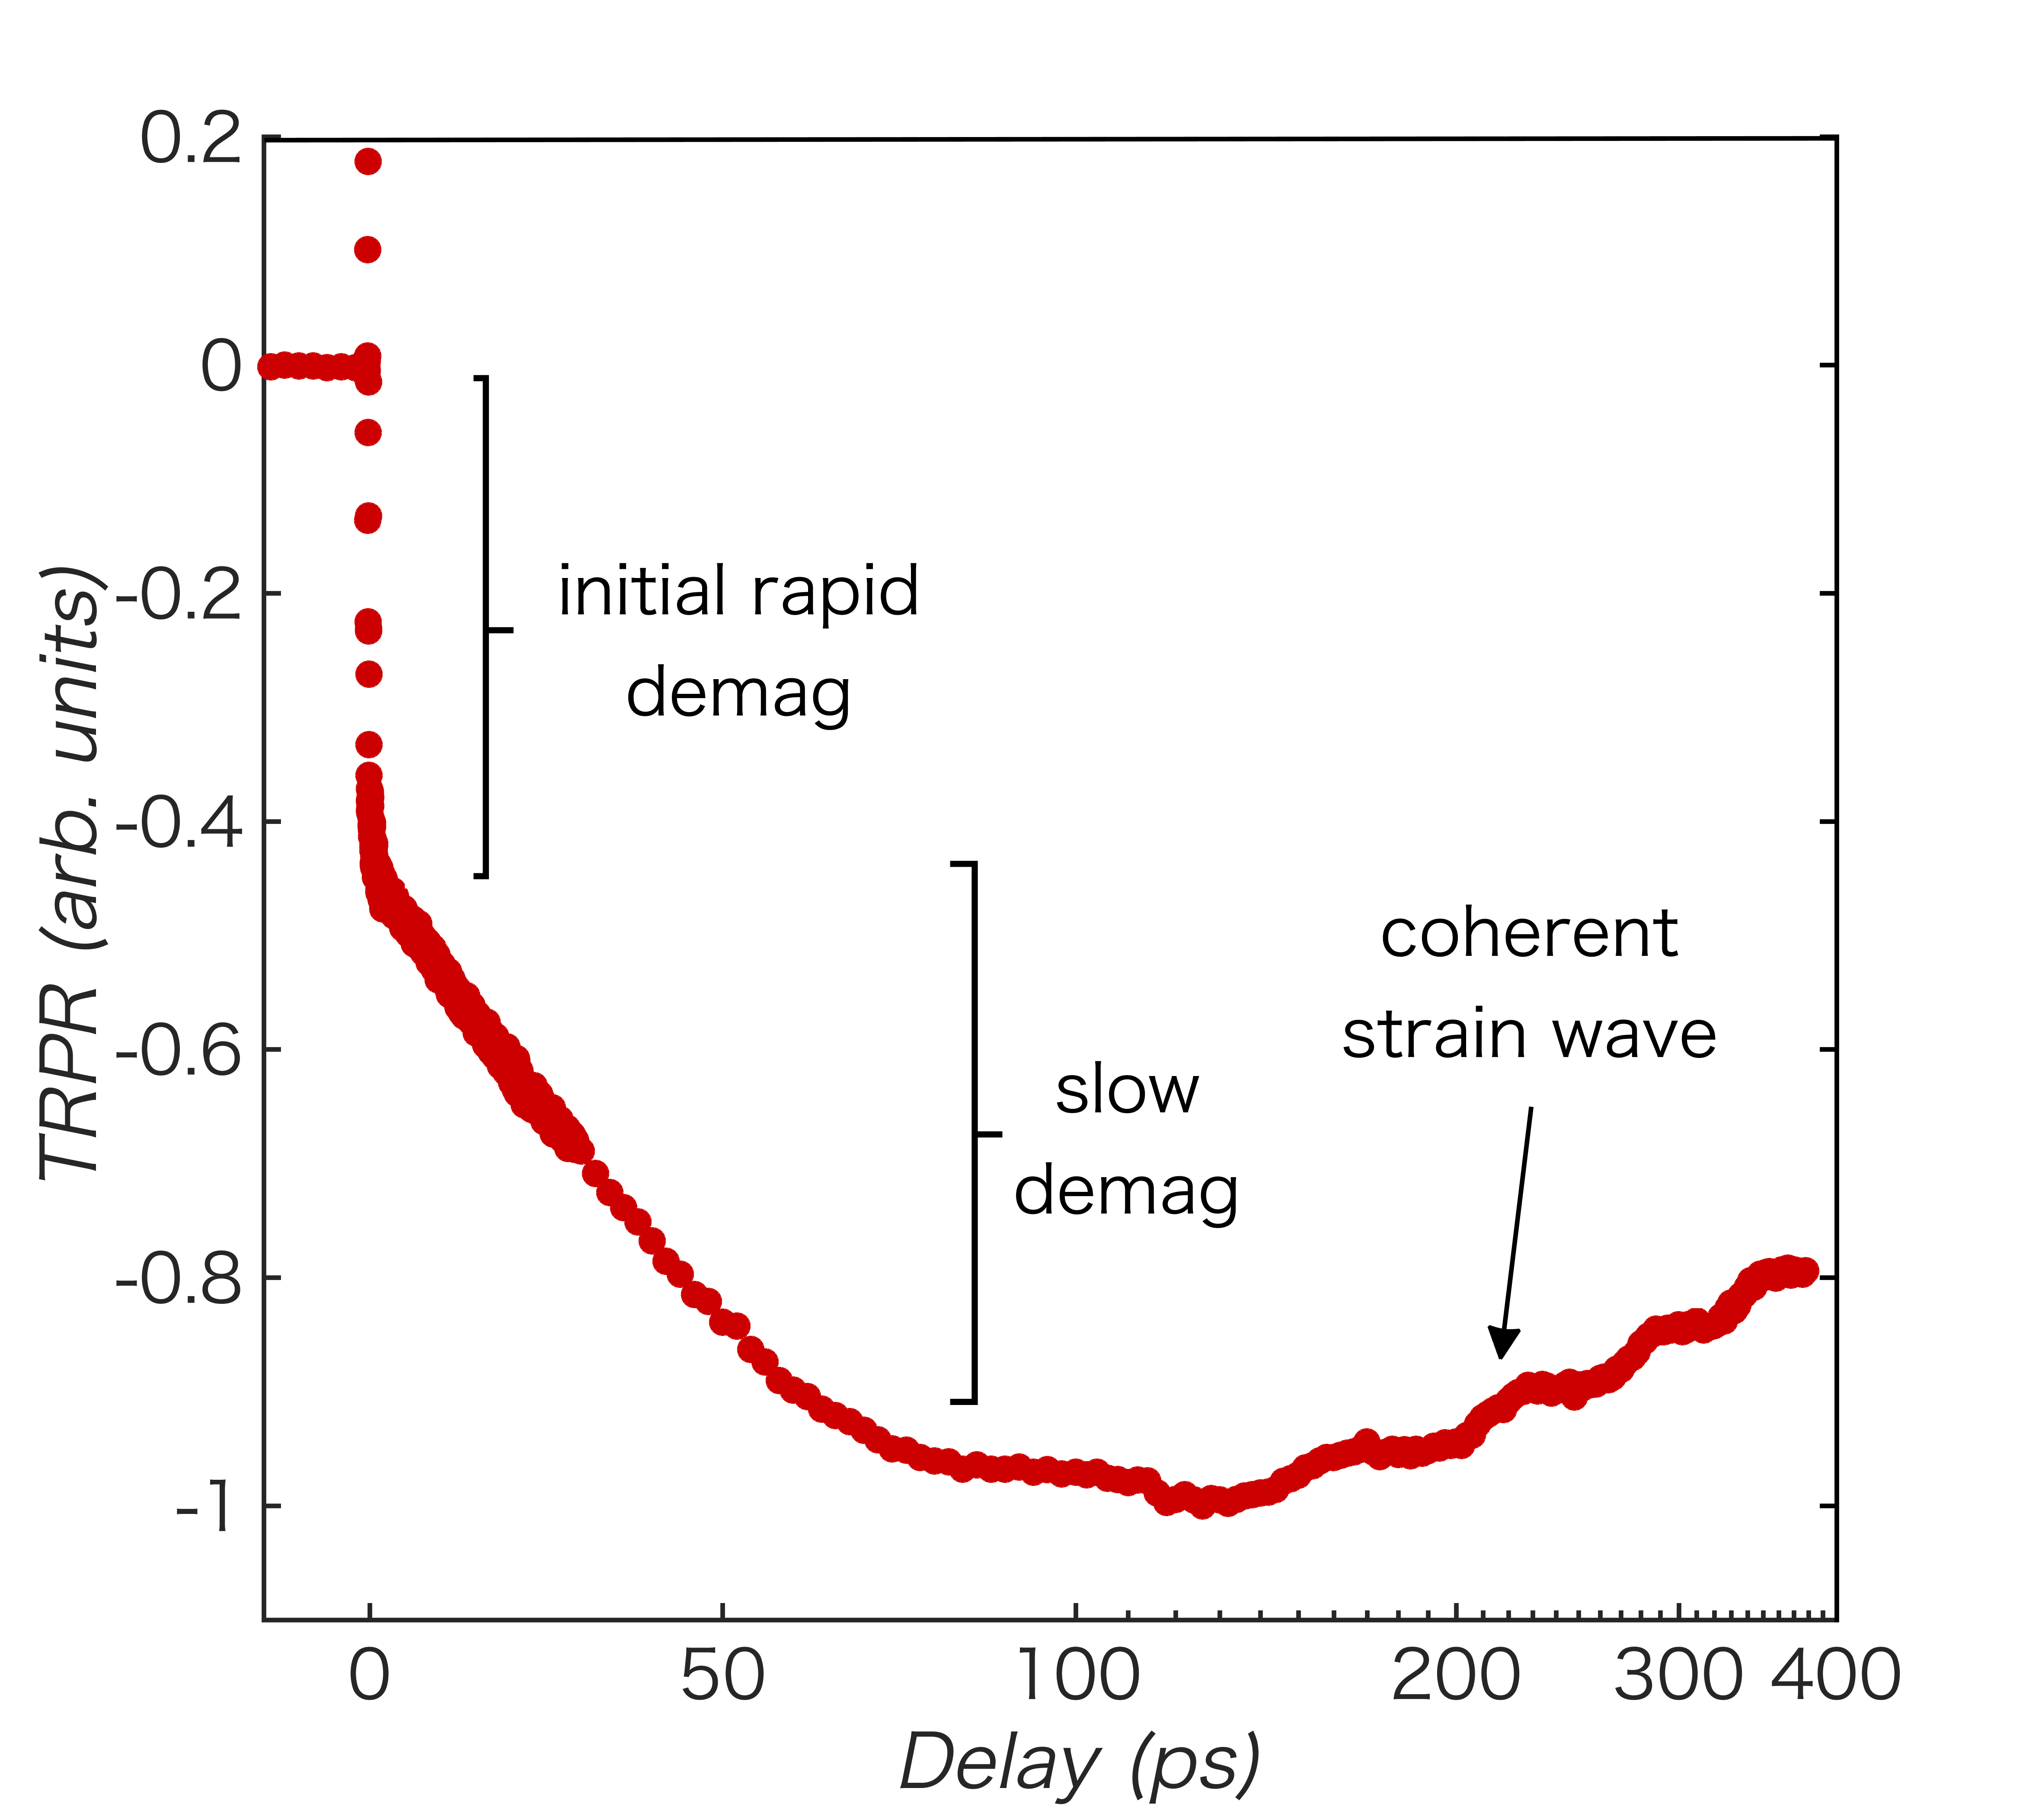 0.2
0
-0.2
-0.4
-0.6
-0.8
-1
TRPR (arb. units)
initial rapid
demag
slow
demag
coherent
strain wave
0 50 100 200 300 400
Delay (ps)